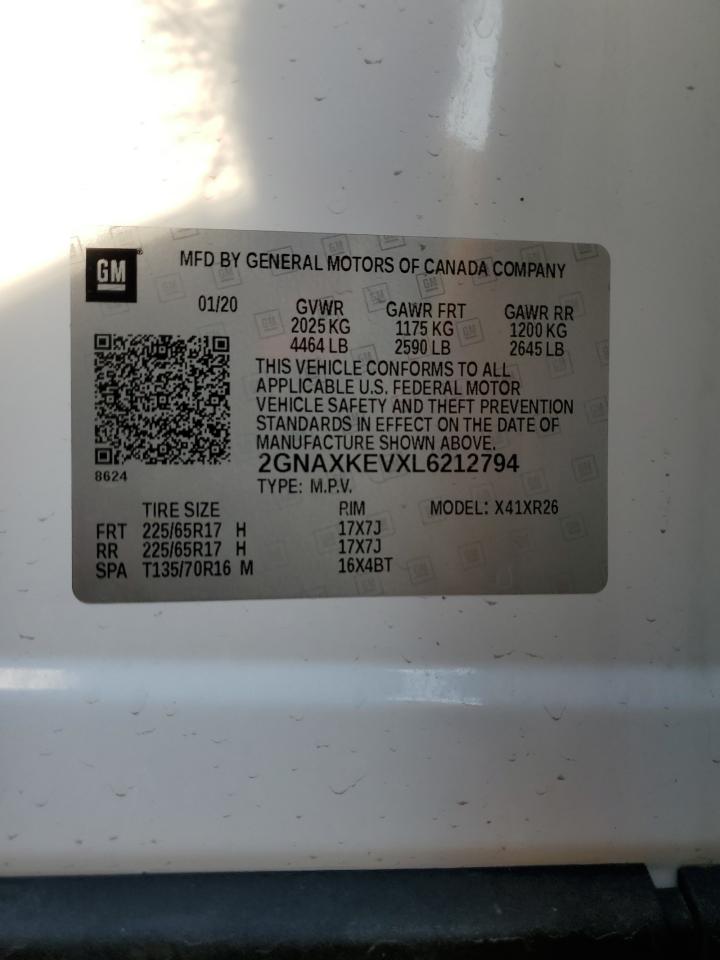 GM
MFD BY GENERAL MOTORS OF CANADA COMPANY
01/20 GVWR GAWR FRT GAWR RR
2025 KG 1175 KG 1200 KG
4464 LB 2590 LB 2645 LB
THIS VEHICLE CONFORMS TO ALL
APPLICABLE U.S. FEDERAL MOTOR
VEHICLE SAFETY AND THEFT PREVENTION
STANDARDS IN EFFECT ON THE DATE OF
MANUFACTURE SHOWN ABOVE.
2GNAXKEVXL6212794
8624
TYPE: M.P.V.
TIRE SIZE RIM MODEL: X41XR26
FRT 225/65R17 H 17X7J
RR 225/65R17 H 17X7J
SPA T135/70R16 M 16X4BT